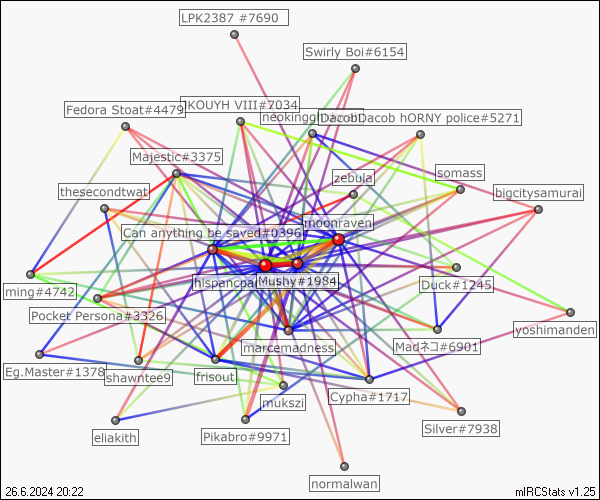 LPK2387 #7690
Swirly Boi#6154
Fedora Stoat#4479
KOUYH VIII#7034
DacobDacob hORNY police#5271
Majestic#3375
zebula
somass
thesecondtwat
bigcitysamurai
Can anything be saved#0396
moonraven
Mushy#1984
Duck#1245
ming#4742
Pocket Persona#3326
yoshimanden
marcemadness
Madネコ#6901
Eg.Master#1378
shawntee9
frisout
mukszi
Cypha#1717
eliakith
Pikabro#9971
Silver#7938
normalwan
26.6.2024 20:22
mIRCStats v1.25